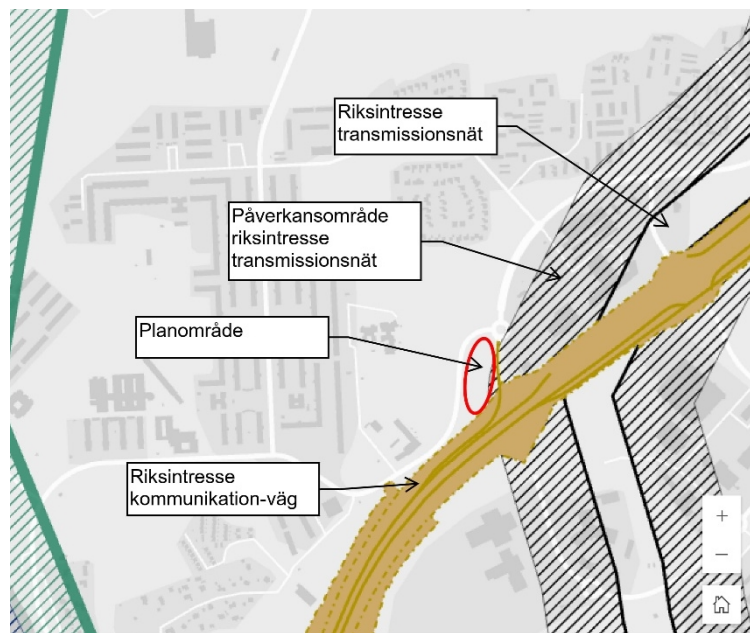 Riksintresse
transmissionsnät
Påverkansområde
riksintresse
transmissionsnät
Planområde
Riksintresse
kommunikation-väg
+
−